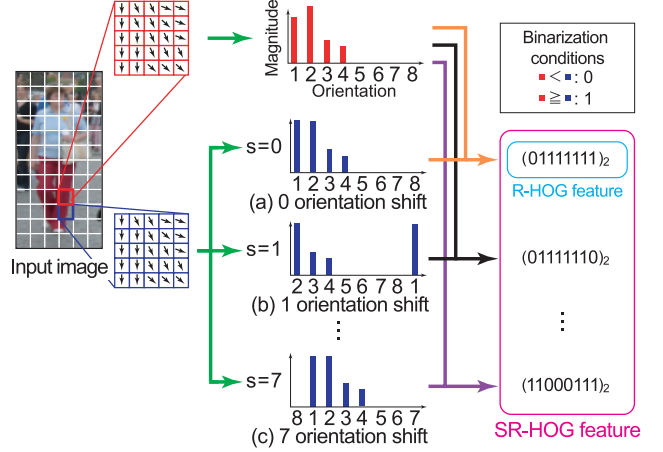 Magnitude
1 2 3 4 5 6 7 8
Orientation
Binarization
conditions
■ < ■: 0
■ ≧ ■: 1
s=0
1 2 3 4 5 6 7 8
(a) 0 orientation shift
(01111111)₂
R-HOG feature
Input image
s=1
2 3 4 5 6 7 8 1
(b) 1 orientation shift
(01111110)₂
s=7
8 1 2 3 4 5 6 7
(c) 7 orientation shift
(11000111)₂
SR-HOG feature